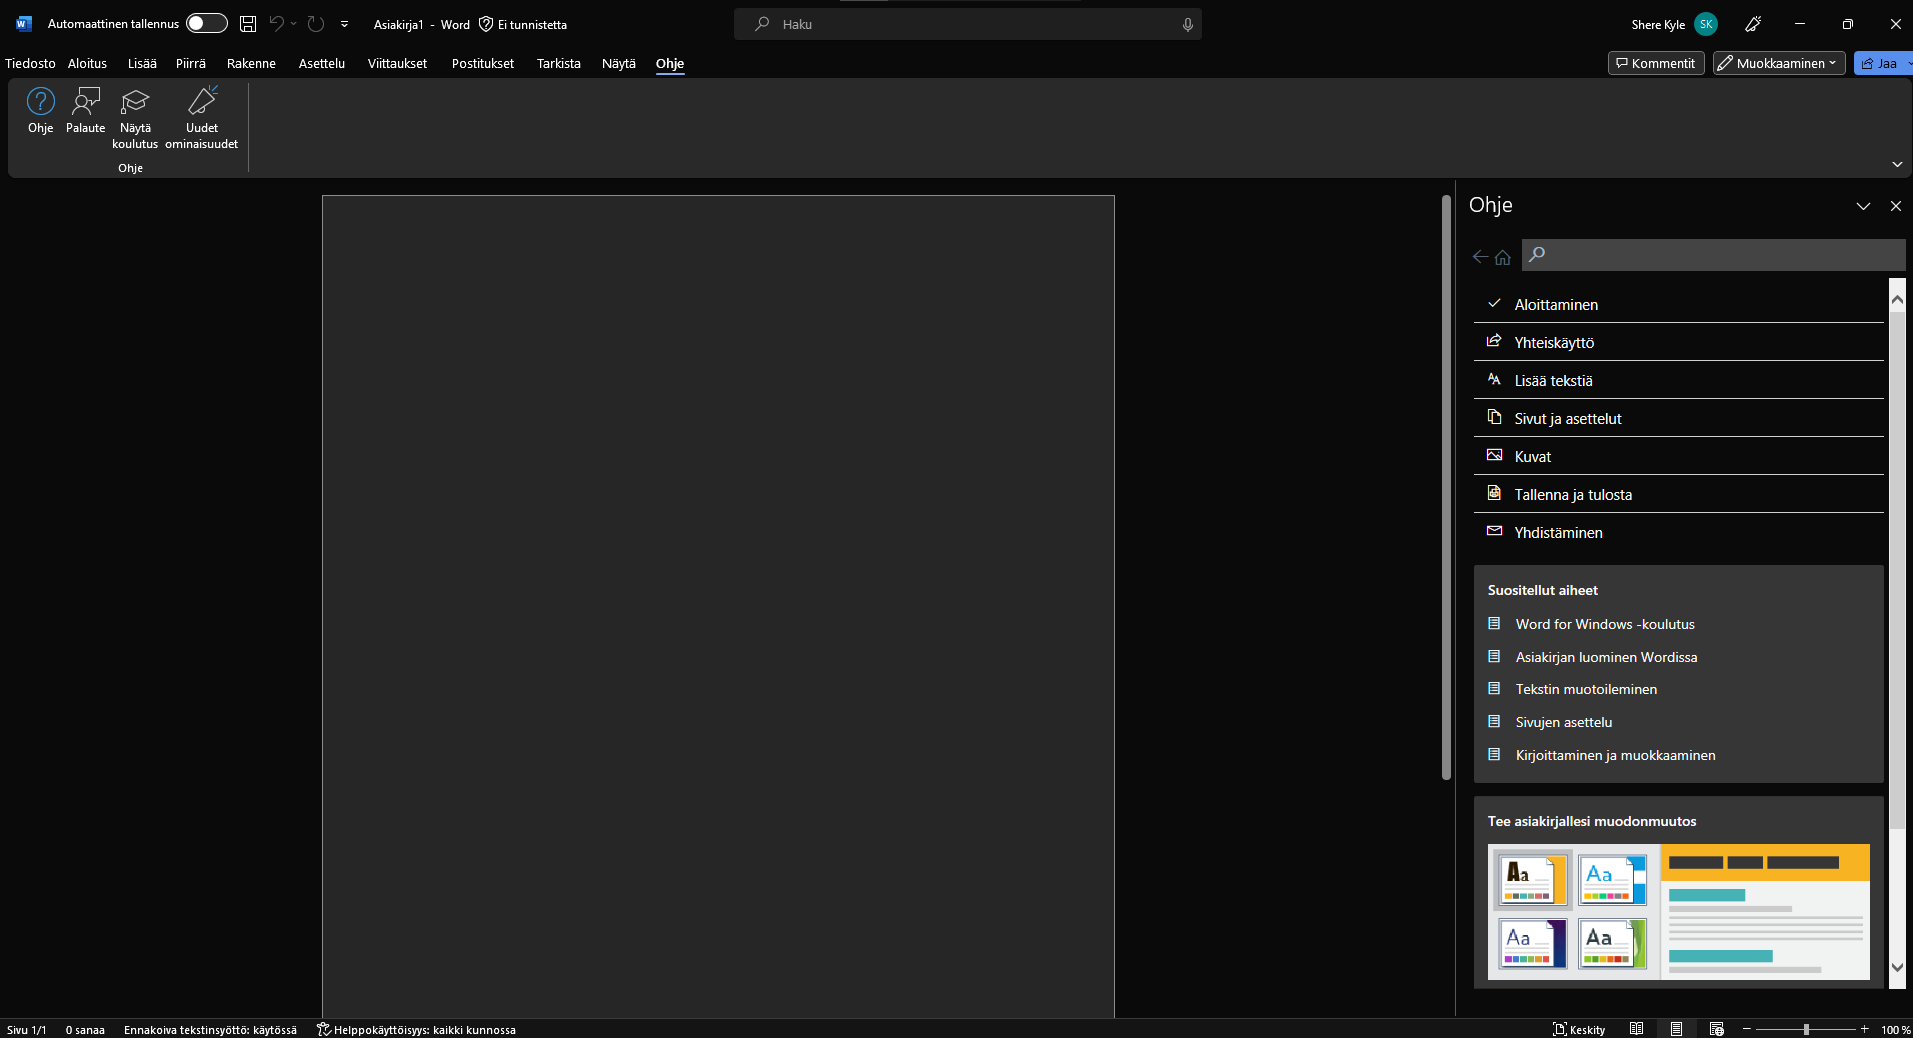 Automaattinen tallennus
Asiakirja1 - Word
Ei tunnistetta
Haku
Shere Kyle
SK
Tiedosto
Aloitus
Lisää
Piirrä
Rakenne
Asettelu
Viittaukset
Postitukset
Tarkista
Näytä
Ohje
Kommentit
Muokkaaminen
Jaa
Ohje
Palaute
Näytä
koulutus
Uudet
ominaisuudet
Ohje
Ohje
Aloittaminen
Yhteiskäyttö
Lisää tekstiä
Sivut ja asettelut
Kuvat
Tallenna ja tulosta
Yhdistäminen
Suositellut aiheet
Word for Windows -koulutus
Asiakirjan luominen Wordissa
Tekstin muotoileminen
Sivujen asettelu
Kirjoittaminen ja muokkaaminen
Tee asiakirjallesi muodonmuutos
Aa
Aa
Aa
Aa
Sivu 1/1
0 sanaa
Ennakoiva tekstinsyöttö: käytössä
Helppokäyttöisyys: kaikki kunnossa
Keskity
100 %